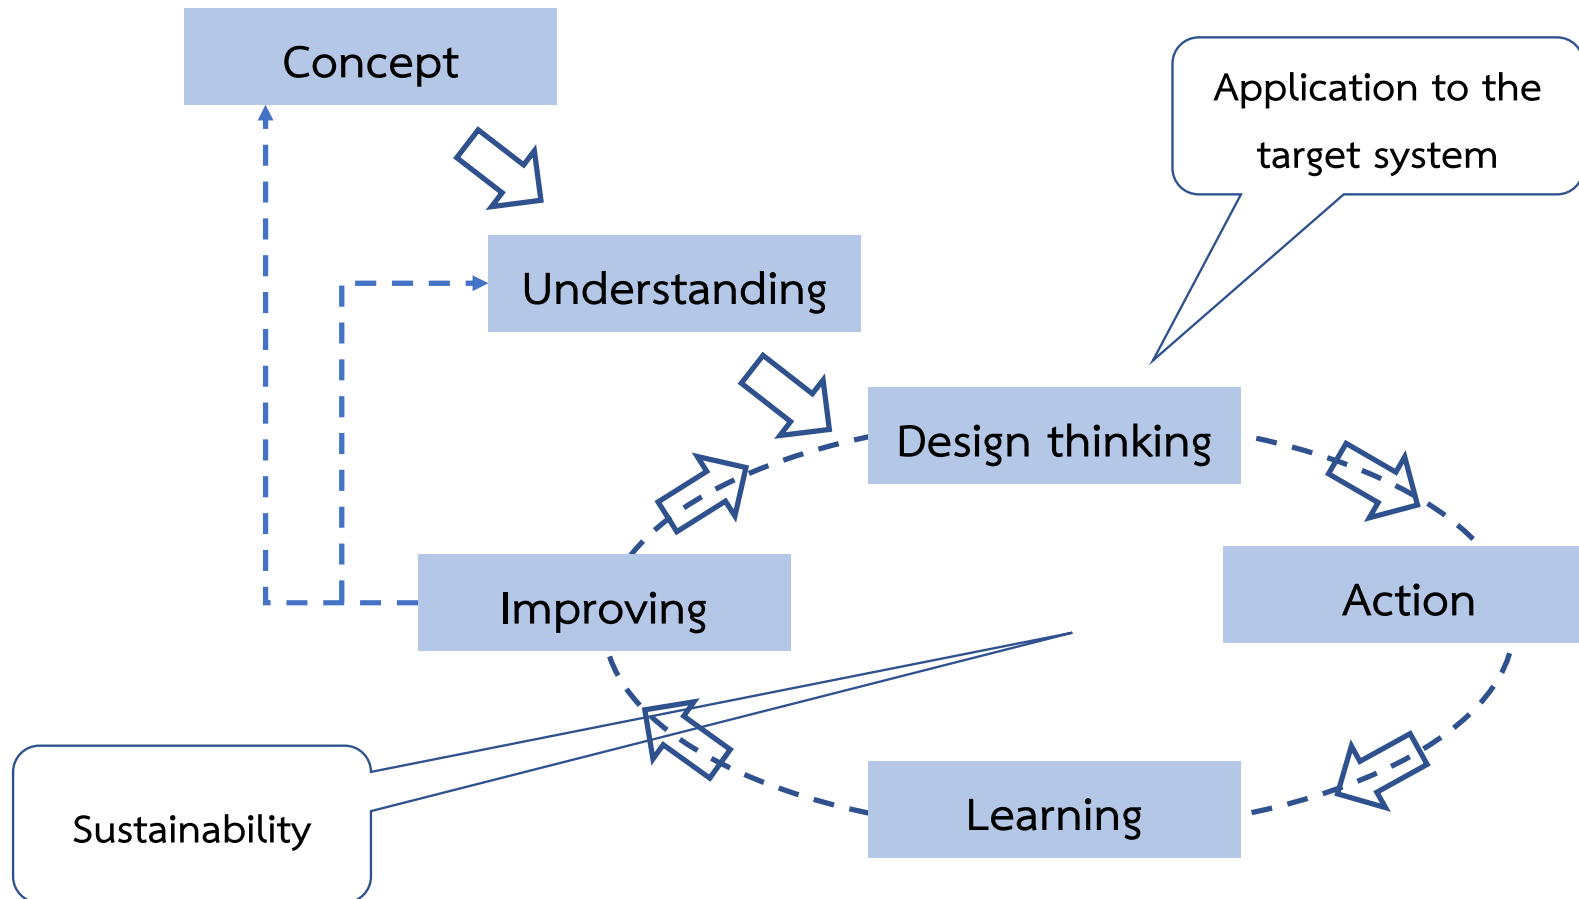 Concept
Application to the
target system
Understanding
Design thinking
Improving
Action
Learning
Sustainability